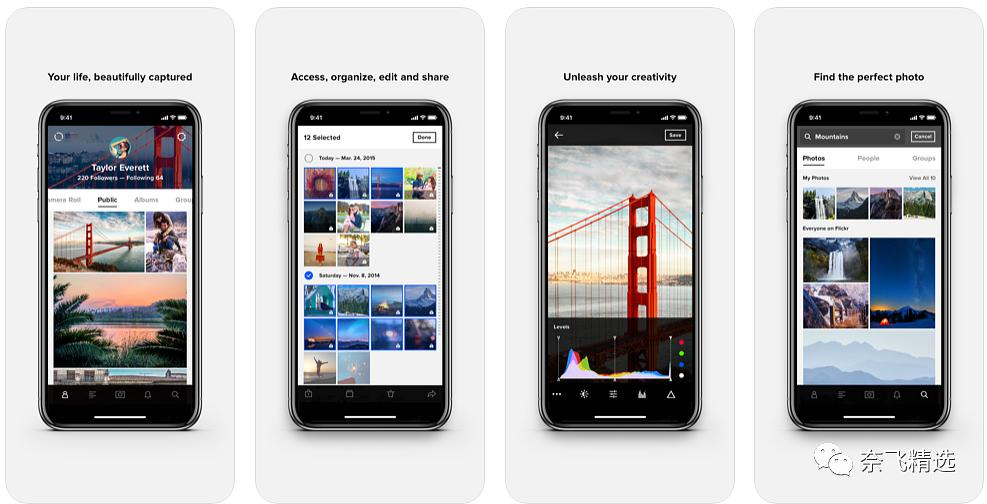 Your life, beautifully captured
9:41
Taylor Everett
220 Followers — Following 64
mera Roll Public Albums Grou
Access, organize, edit and share
9:41
12 Selected Done
Today — Mar. 24, 2015
Saturday — Nov. 8, 2014
Unleash your creativity
9:41
Save
Levels
Find the perfect photo
9:41
Mountains Cancel
Photos People Groups
My Photos View All 10
Everyone on Flickr
奈飞精选